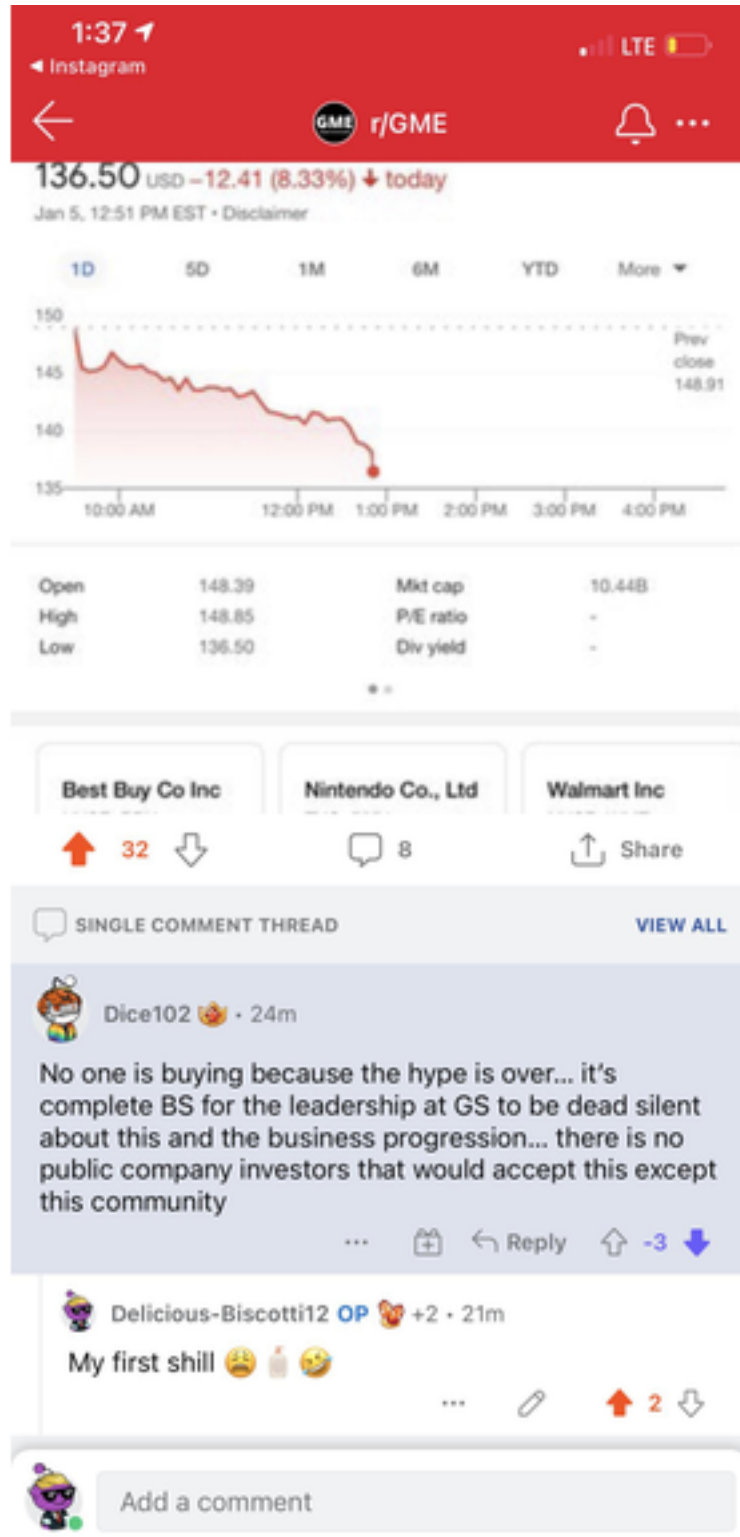 1:37
LTE
◀ Instagram
GME r/GME
136.50 USD −12.41 (8.33%) ↓ today
Jan 5, 12:51 PM EST • Disclaimer
1D 5D 1M 6M YTD More
150
Prev
close
148.91
145
140
135
10:00 AM 12:00 PM 1:00 PM 2:00 PM 3:00 PM 4:00 PM
Open 148.39 Mkt cap 10.44B
High 148.85 P/E ratio -
Low 136.50 Div yield -
Best Buy Co Inc Nintendo Co., Ltd Walmart Inc
32 8 Share
SINGLE COMMENT THREAD VIEW ALL
Dice102 • 24m
No one is buying because the hype is over... it's
complete BS for the leadership at GS to be dead silent
about this and the business progression... there is no
public company investors that would accept this except
this community
... Reply -3
Delicious-Biscotti12 OP +2 • 21m
My first shill 😩🍼🤣
... 2
Add a comment